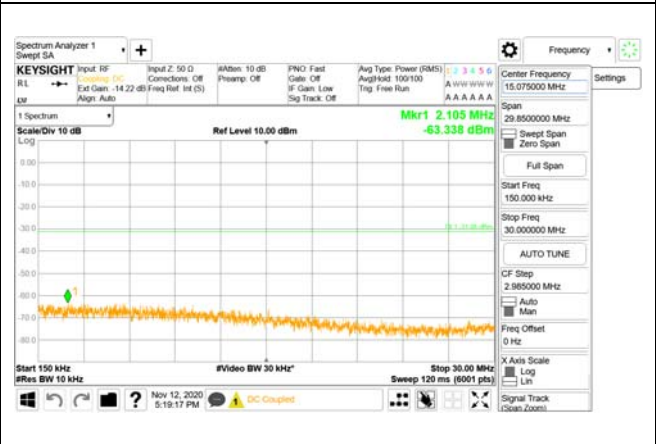 Spectrum Analyzer 1
Swept SA
+
Frequency
KEYSIGHT
RL
Input: RF
Coupling: DC
Ext Gain: -14.22 dB
Align: Auto
Input Z: 50 Ω
Corrections: Off
Freq Ref: Int (S)
#Atten: 10 dB
Preamp: Off
PNO: Fast
Gate: Off
IF Gain: Low
Sig Track: Off
Avg Type: Power (RMS)
Avg|Hold: 100/100
Trig: Free Run
1 2 3 4 5 6
A W W W W W
A A A A A A
1 Spectrum
Scale/Div 10 dB
Log
Ref Level 10.00 dBm
Mkr1 2.105 MHz
-63.338 dBm
0.00
-10.0
-20.0
-30.0
-40.0
-50.0
-60.0
-70.0
-80.0
1
Start 150 kHz
#Res BW 10 kHz
#Video BW 30 kHz*
Stop 30.00 MHz
Sweep 120 ms (6001 pts)
Nov 12, 2020
5:19:17 PM
DC Coupled
Center Frequency
15.075000 MHz
Settings
Span
29.8500000 MHz
Swept Span
Zero Span
Full Span
Start Freq
150.000 kHz
Stop Freq
30.000000 MHz
AUTO TUNE
CF Step
2.985000 MHz
Auto
Man
Freq Offset
0 Hz
X Axis Scale
Log
Lin
Signal Track
(Span Zoom)